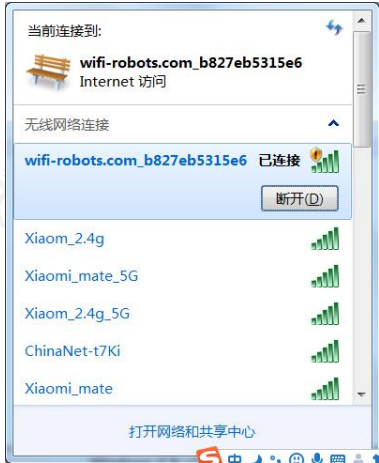 当前连接到:
wifi-robots.com_b827eb5315e6
Internet 访问
无线网络连接
wifi-robots.com_b827eb5315e6 已连接
断开(D)
Xiaom_2.4g
Xiaomi_mate_5G
Xiaom_2.4g_5G
ChinaNet-t7Ki
Xiaomi_mate
打开网络和共享中心
中